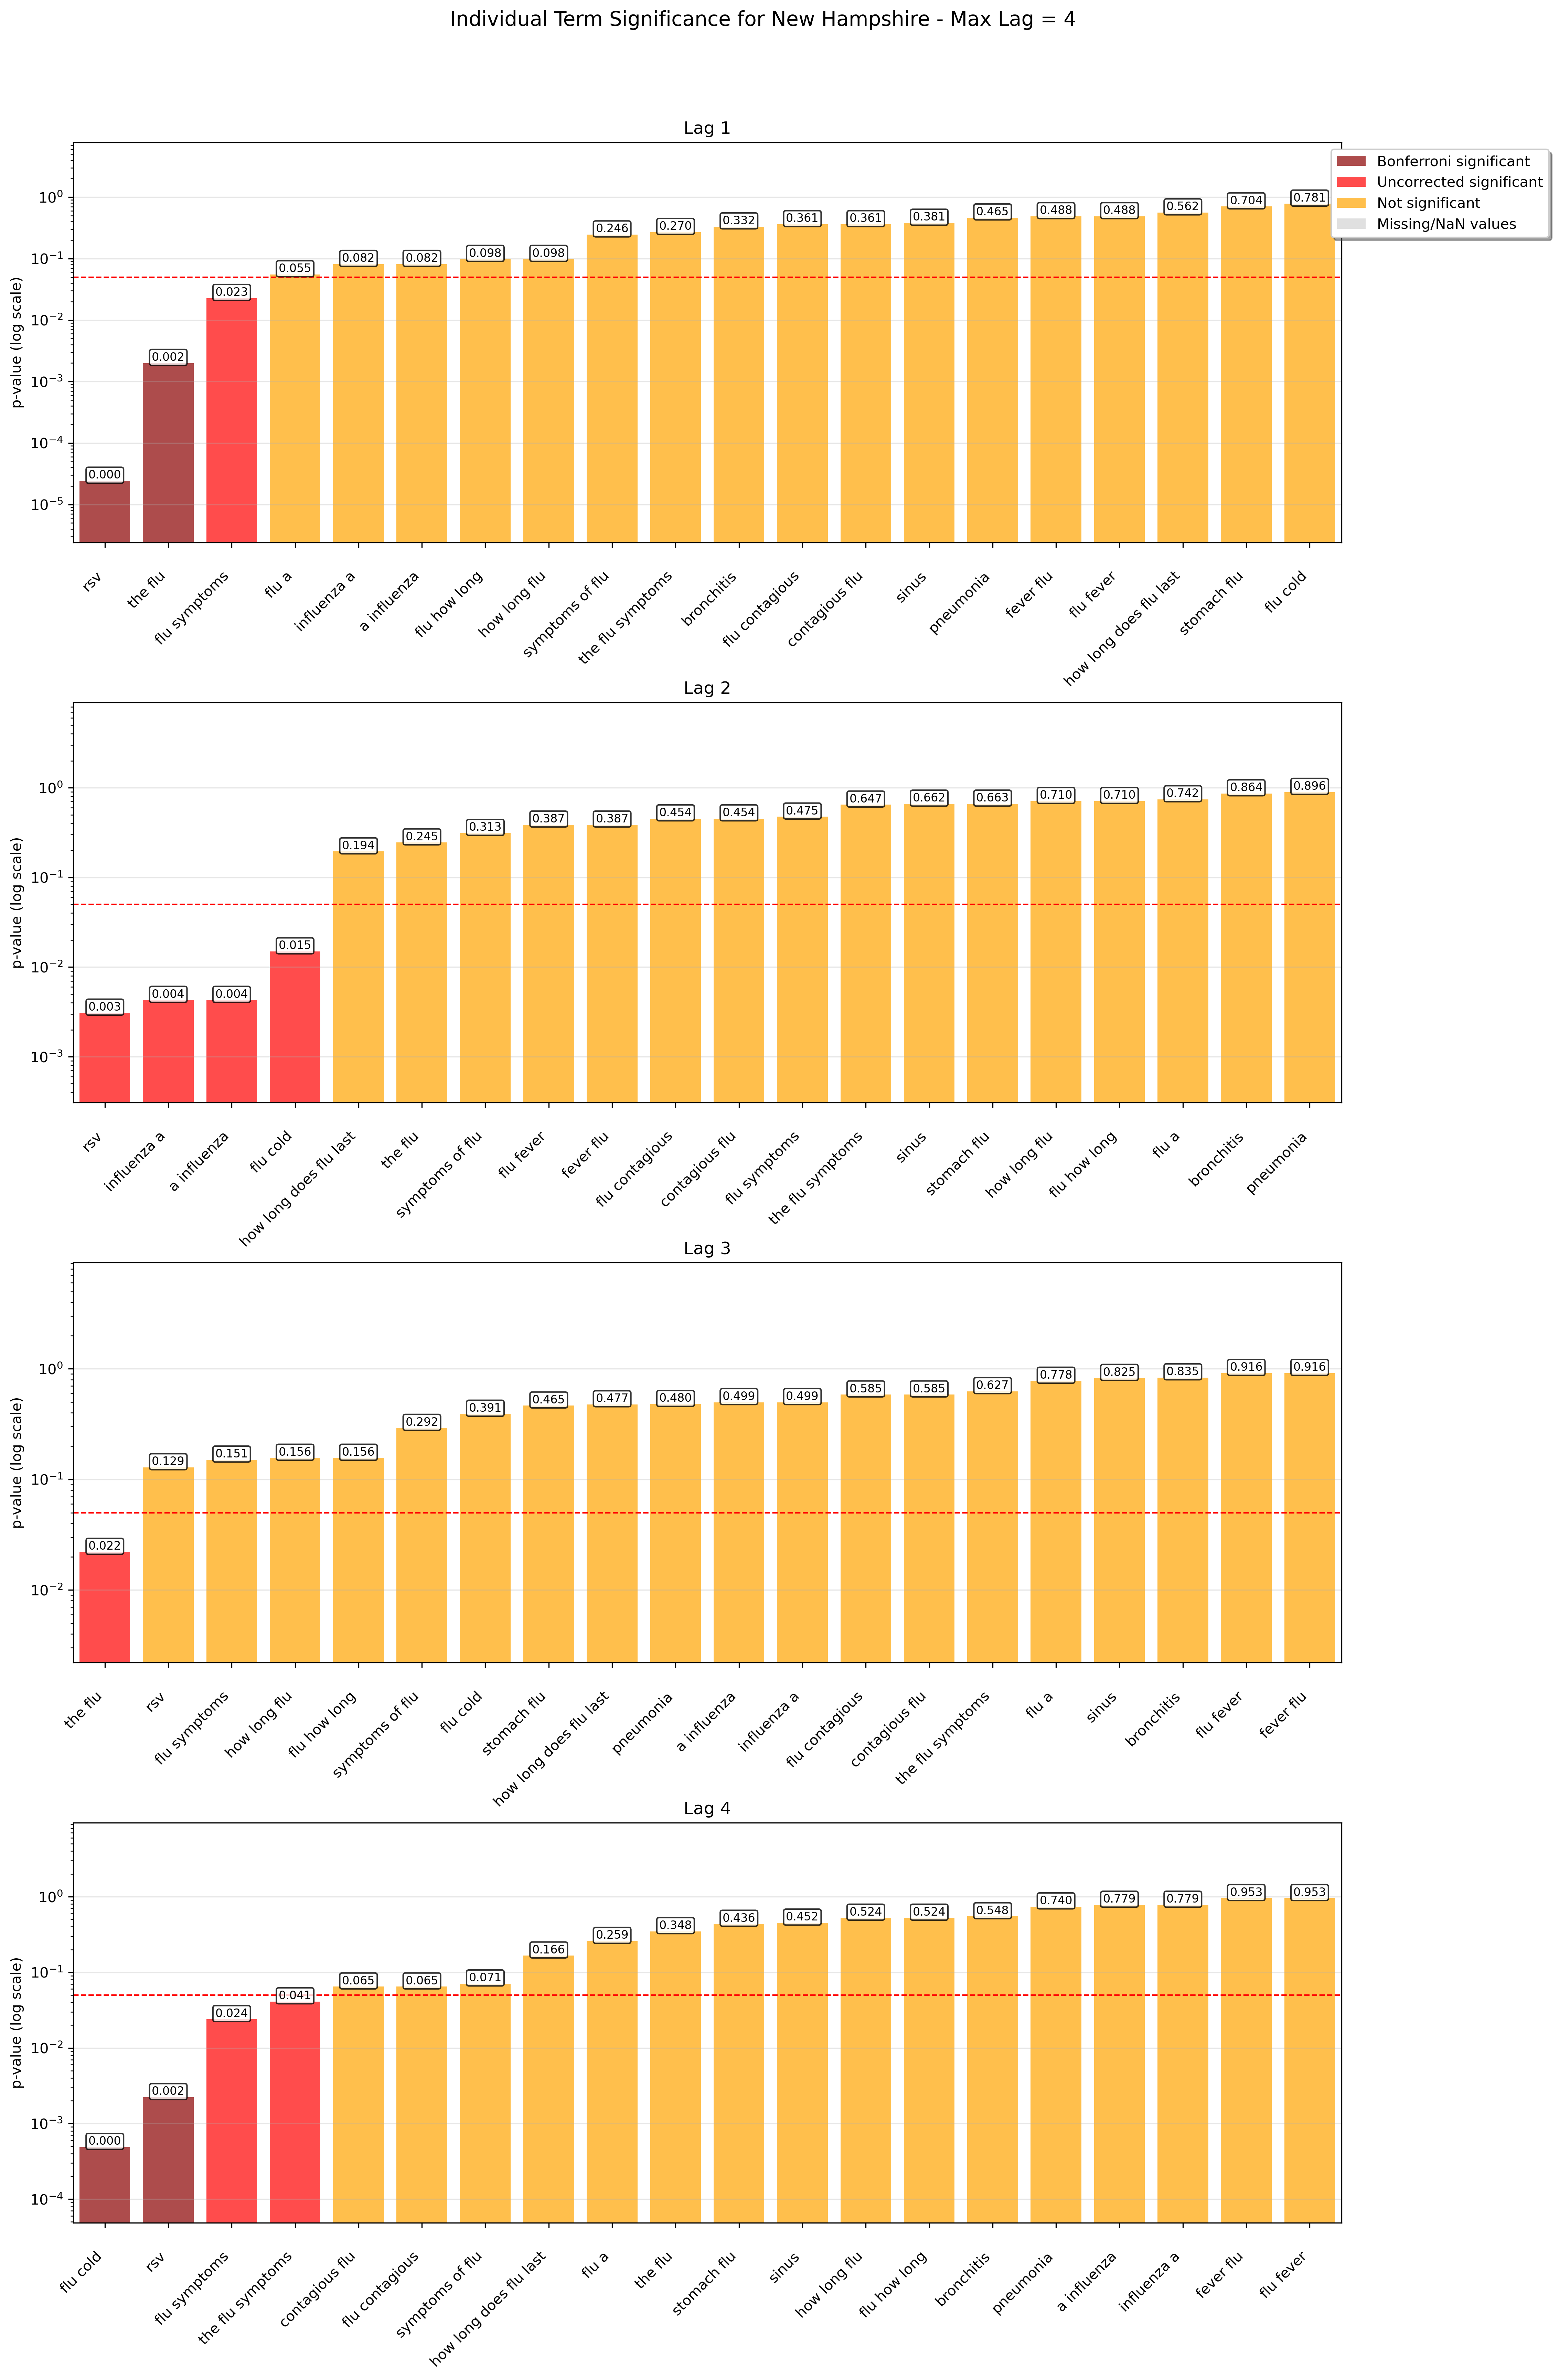 Individual Term Significance for New Hampshire - Max Lag = 4
Lag 1
Bonferroni significant
Uncorrected significant
Not significant
Missing/NaN values
p-value (log scale)
10⁰
10⁻¹
10⁻²
10⁻³
10⁻⁴
10⁻⁵
0.000 0.002 0.023 0.055 0.082 0.082 0.098 0.098 0.246 0.270 0.332 0.361 0.361 0.381 0.465 0.488 0.488 0.562 0.704 0.781
rsv
the flu
flu symptoms
flu a
influenza a
a influenza
flu how long
how long flu
symptoms of flu
the flu symptoms
bronchitis
flu contagious
contagious flu
sinus
pneumonia
fever flu
flu fever
how long does flu last
stomach flu
flu cold
Lag 2
p-value (log scale)
10⁰
10⁻¹
10⁻²
10⁻³
0.003 0.004 0.004 0.015 0.194 0.245 0.313 0.387 0.387 0.454 0.454 0.475 0.647 0.662 0.663 0.710 0.710 0.742 0.864 0.896
rsv
influenza a
a influenza
flu cold
how long does flu last
the flu
symptoms of flu
flu fever
fever flu
flu contagious
contagious flu
flu symptoms
the flu symptoms
sinus
stomach flu
how long flu
flu how long
flu a
bronchitis
pneumonia
Lag 3
p-value (log scale)
10⁰
10⁻¹
10⁻²
0.022 0.129 0.151 0.156 0.156 0.292 0.391 0.465 0.477 0.480 0.499 0.499 0.585 0.585 0.627 0.778 0.825 0.835 0.916 0.916
the flu
rsv
flu symptoms
how long flu
flu how long
symptoms of flu
flu cold
stomach flu
how long does flu last
pneumonia
a influenza
influenza a
flu contagious
contagious flu
the flu symptoms
flu a
sinus
bronchitis
flu fever
fever flu
Lag 4
p-value (log scale)
10⁰
10⁻¹
10⁻²
10⁻³
10⁻⁴
0.000 0.002 0.024 0.041 0.065 0.065 0.071 0.166 0.259 0.348 0.436 0.452 0.524 0.524 0.548 0.740 0.779 0.779 0.953 0.953
flu cold
rsv
flu symptoms
the flu symptoms
contagious flu
flu contagious
symptoms of flu
how long does flu last
flu a
the flu
stomach flu
sinus
how long flu
flu how long
bronchitis
pneumonia
a influenza
influenza a
fever flu
flu fever